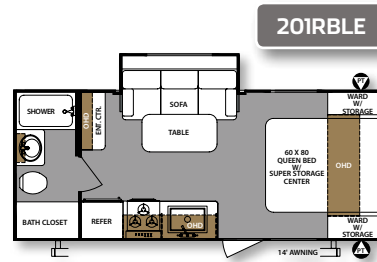 201RBLE
PT
WARD
W/
STORAGE
SHOWER
OHD
ENT. CTR.
SOFA
TABLE
60 X 80
QUEEN BED
W/
SUPER STORAGE
CENTER
OHD
BATH CLOSET
REFER
OHD
WARD
W/
STORAGE
14' AWNING
PT